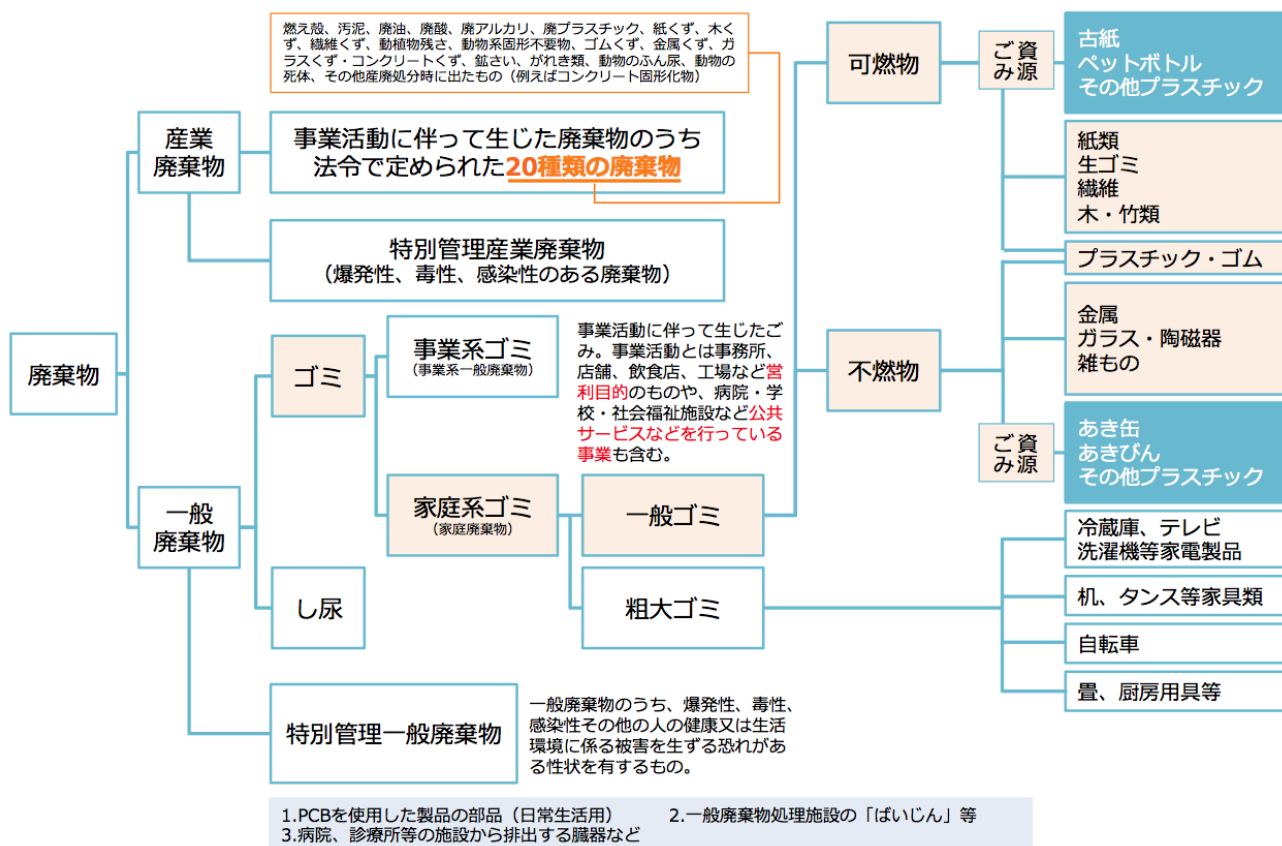 燃え殻、汚泥、廃油、廃酸、廃アルカリ、廃プラスチック、紙くず、木く
ず、繊維くず、動植物残さ、動物系固形不要物、ゴムくず、金属くず、ガ
ラスくず・コンクリートくず、鉱さい、がれき類、動物のふん尿、動物の
死体、その他産廃処分時に出たもの（例えばコンクリート固形化物）
産業
廃棄物
事業活動に伴って生じた廃棄物のうち
法令で定められた20種類の廃棄物
特別管理産業廃棄物
（爆発性、毒性、感染性のある廃棄物）
廃棄物
ゴミ
事業系ゴミ
（事業系一般廃棄物）
事業活動に伴って生じたご
み。事業活動とは事務所、
店舗、飲食店、工場など営
利目的のものや、病院・学
校・社会福祉施設など公共
サービスなどを行っている
事業も含む。
一般
廃棄物
家庭系ゴミ
（家庭廃棄物）
一般ゴミ
し尿
粗大ゴミ
特別管理一般廃棄物
一般廃棄物のうち、爆発性、毒性、
感染性その他の人の健康又は生活
環境に係る被害を生ずる恐れがあ
る性状を有するもの。
1.PCBを使用した製品の部品（日常生活用）
2.一般廃棄物処理施設の「ばいじん」等
3.病院、診療所等の施設から排出する臓器など
可燃物
資源
ごみ
古紙
ペットボトル
その他プラスチック
紙類
生ゴミ
繊維
木・竹類
プラスチック・ゴム
不燃物
金属
ガラス・陶磁器
雑もの
資源
ごみ
あき缶
あきびん
その他プラスチック
冷蔵庫、テレビ
洗濯機等家電製品
机、タンス等家具類
自転車
畳、厨房用具等